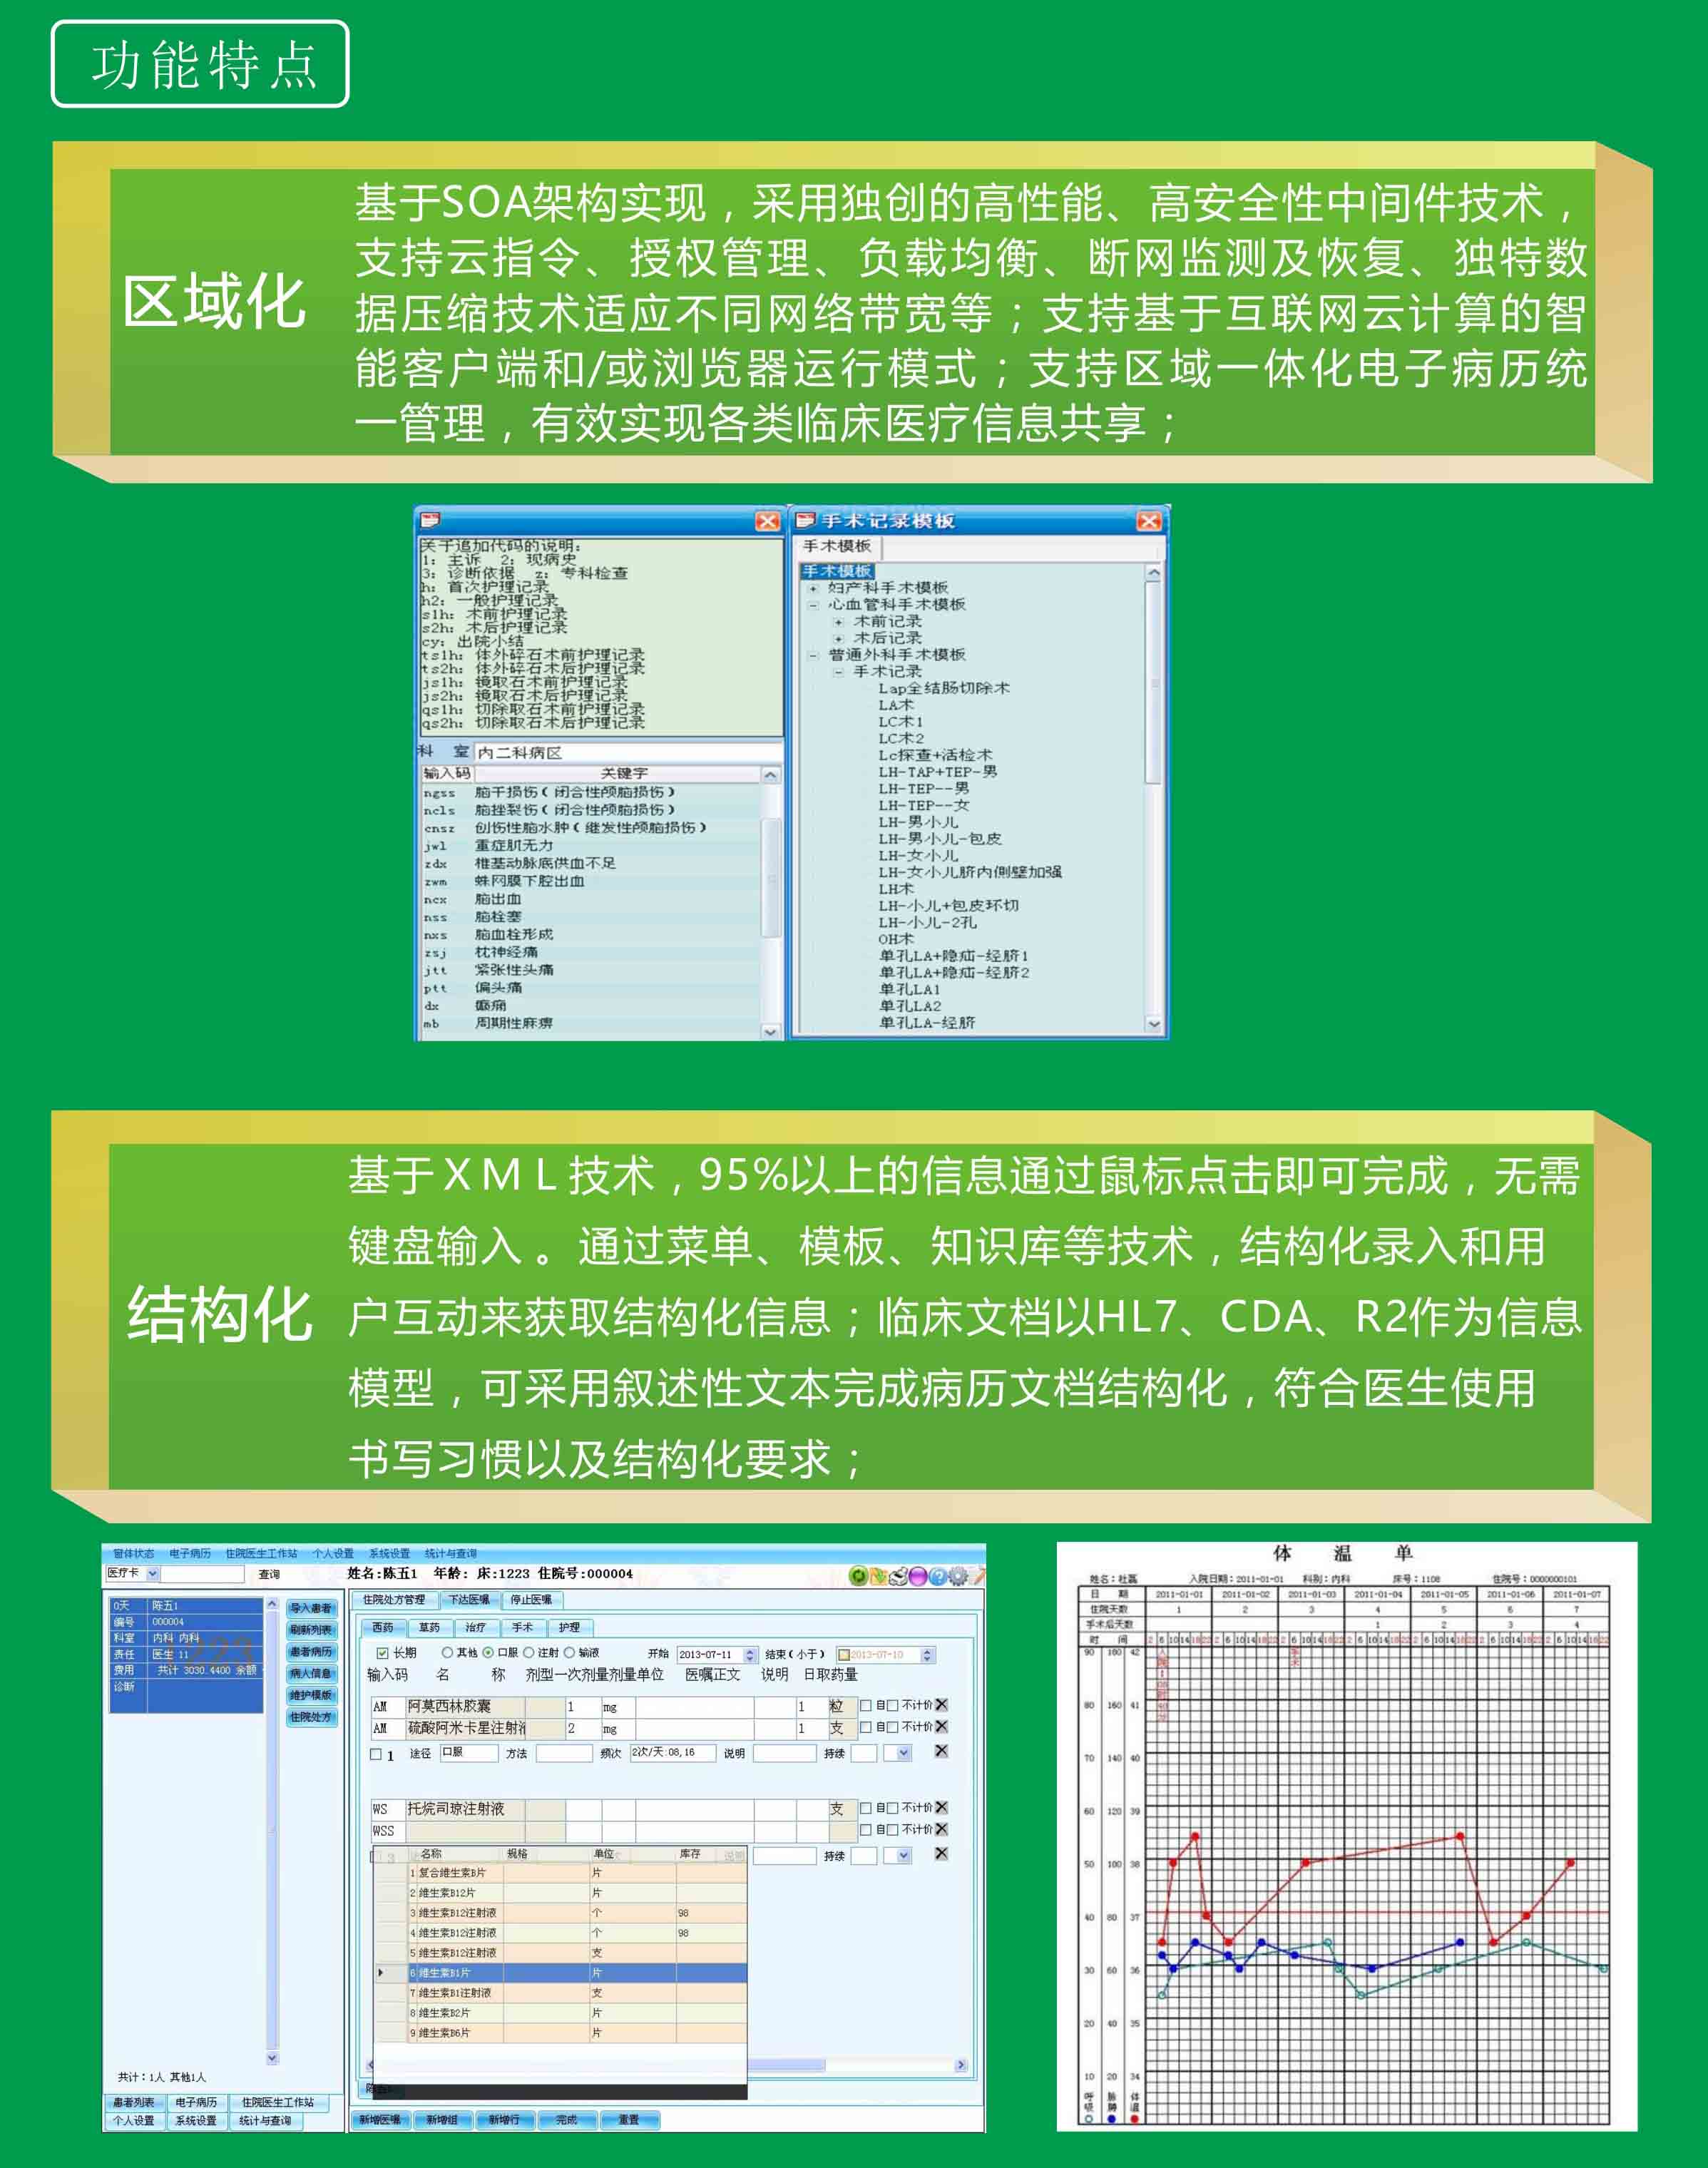 功能特点
区域化
基于SOA架构实现，采用独创的高性能、高安全性中间件技术，
支持云指令、授权管理、负载均衡、断网监测及恢复、独特数
据压缩技术适应不同网络带宽等；支持基于互联网云计算的智
能客户端和/或浏览器运行模式；支持区域一体化电子病历统
一管理，有效实现各类临床医疗信息共享；
关于追加代码的说明：
1：主诉 2：现病史
3：诊断依据 z：专科检查
h：首次护理记录
h2：一般护理记录
s1h：术前护理记录
s2h：术后护理记录
cy：出院小结
ts1h：体外碎石术前护理记录
ts2h：体外碎石术后护理记录
js1h：镜取石术前护理记录
js2h：镜取石术后护理记录
qs1h：切除取石术前护理记录
qs2h：切除取石术后护理记录
科 室 内二科病区
输入码 关键字
ngss 脑干损伤（闭合性颅脑损伤）
ncls 脑挫裂伤（闭合性颅脑损伤）
cnsz 创伤性脑水肿（继发性颅脑损伤）
jwl 重症肌无力
zdx 椎基动脉底供血不足
zwm 蛛网膜下腔出血
ncx 脑出血
nss 脑栓塞
nxs 脑血栓形成
zsj 枕神经痛
jtt 紧张性头痛
ptt 偏头痛
dx 癫痫
mb 周期性麻痹
手术记录模板
手术模板
手术模板
妇产科手术模板
心血管科手术模板
术前记录
术后记录
普通外科手术模板
手术记录
Lap全结肠切除术
LA术
LC术1
LC术2
Lc探查+活检术
LH-TAP+TEP-男
LH-TEP--男
LH-TEP--女
LH-男小儿
LH-男小儿-包皮
LH-女小儿
LH-女小儿脐内侧壁加强
LH术
LH-小儿+包皮环切
LH-小儿-2孔
OH术
单孔LA+隐疝-经脐1
单孔LA+隐疝-经脐2
单孔LA1
单孔LA2
单孔LA-经脐
结构化
基于ＸＭＬ技术，95%以上的信息通过鼠标点击即可完成，无需
键盘输入 。通过菜单、模板、知识库等技术，结构化录入和用
户互动来获取结构化信息；临床文档以HL7、CDA、R2作为信息
模型，可采用叙述性文本完成病历文档结构化，符合医生使用
书写习惯以及结构化要求；
窗体状态 电子病历 住院医生工作站 个人设置 系统设置 统计与查询
医疗卡 查询 姓名:陈五1 年龄: 床:1223 住院号:000004
0天 陈五1
编号 000004
科室 内科 内科
责任 医生 11
费用 共计 3030.4400 余额
诊断
导入患者
刷新列表
患者病历
病人信息
维护模版
住院处方
共计：1人 其他1人
患者列表 电子病历 住院医生工作站
个人设置 系统设置 统计与查询
住院处方管理 下达医嘱 停止医嘱
西药 草药 治疗 手术 护理
长期 其他 口服 注射 输液 开始 2013-07-11 结束（小于） 2013-07-10
输入码 名 称 剂型一次剂量剂量单位 医嘱正文 说明 日取药量
AM 阿莫西林胶囊 1 mg 1 粒 自 不计价
AM 硫酸阿米卡星注射液 2 mg 1 支 自 不计价
1 途径 口服 方法 频次 2次/天:08,16 说明 持续
WS 托烷司琼注射液 支 自 不计价
WSS 自 不计价
持续
名称 规格 单位 库存
1 复合维生素B片 片
2 维生素B12片 片
3 维生素B12注射液 个 98
4 维生素B12注射液 个 98
5 维生素B12注射液 支
6 维生素B1片 片
7 维生素B1注射液 支
8 维生素B2片 片
9 维生素B6片 片
新增医嘱 新增组 新增行 完成 重置
体 温 单
姓名：杜磊 入院日期：2011-01-01 科别：内科 床号：1108 住院号：0000000101
日 期 2011-01-01 2011-01-02 2011-01-03 2011-01-04 2011-01-05 2011-01-06 2011-01-07
住院天数 1 2 3 4 5 6 7
手术后天数 1 2 3 4
时 间 2 6 10 14 18 22 2 6 10 14 18 22 2 6 10 14 18 22 2 6 10 14 18 22 2 6 10 14 18 22 2 6 10 14 18 22 2 6 10 14 18 22
90 180 42
80 160 41
70 140 40
60 120 39
50 100 38
40 80 37
30 60 36
20 40 35
10 20 34
呼吸 脉搏 体温